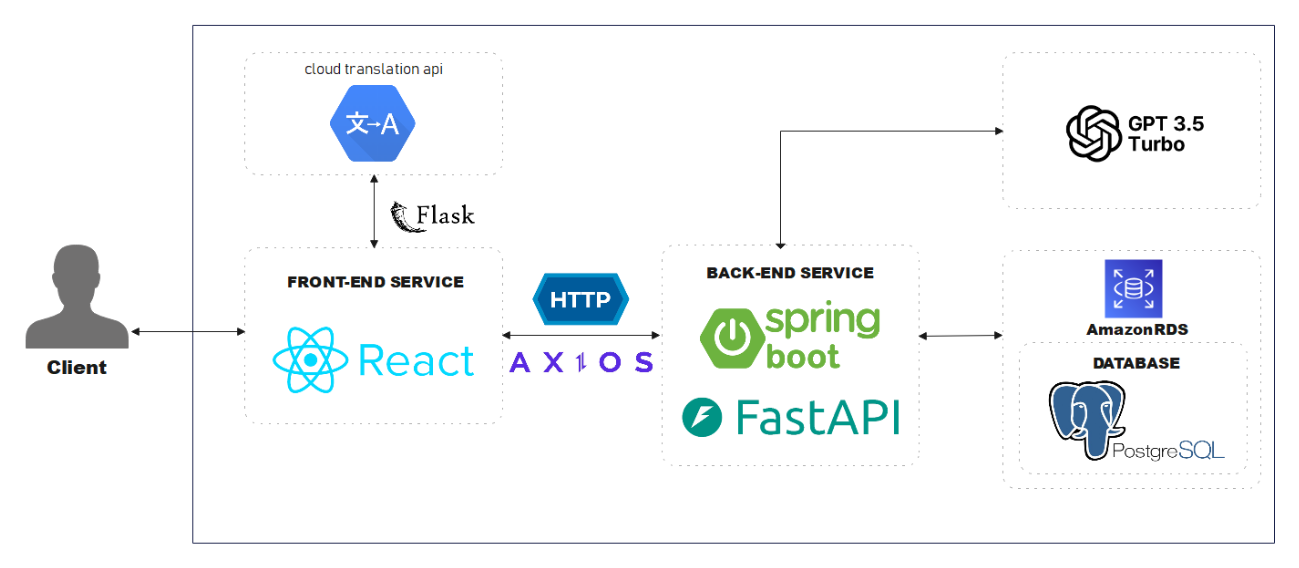 cloud translation api
文→A
Flask
GPT 3.5
Turbo
Client
FRONT-END SERVICE
React
HTTP
AXIOS
BACK-END SERVICE
spring
boot
FastAPI
AmazonRDS
DATABASE
PostgreSQL